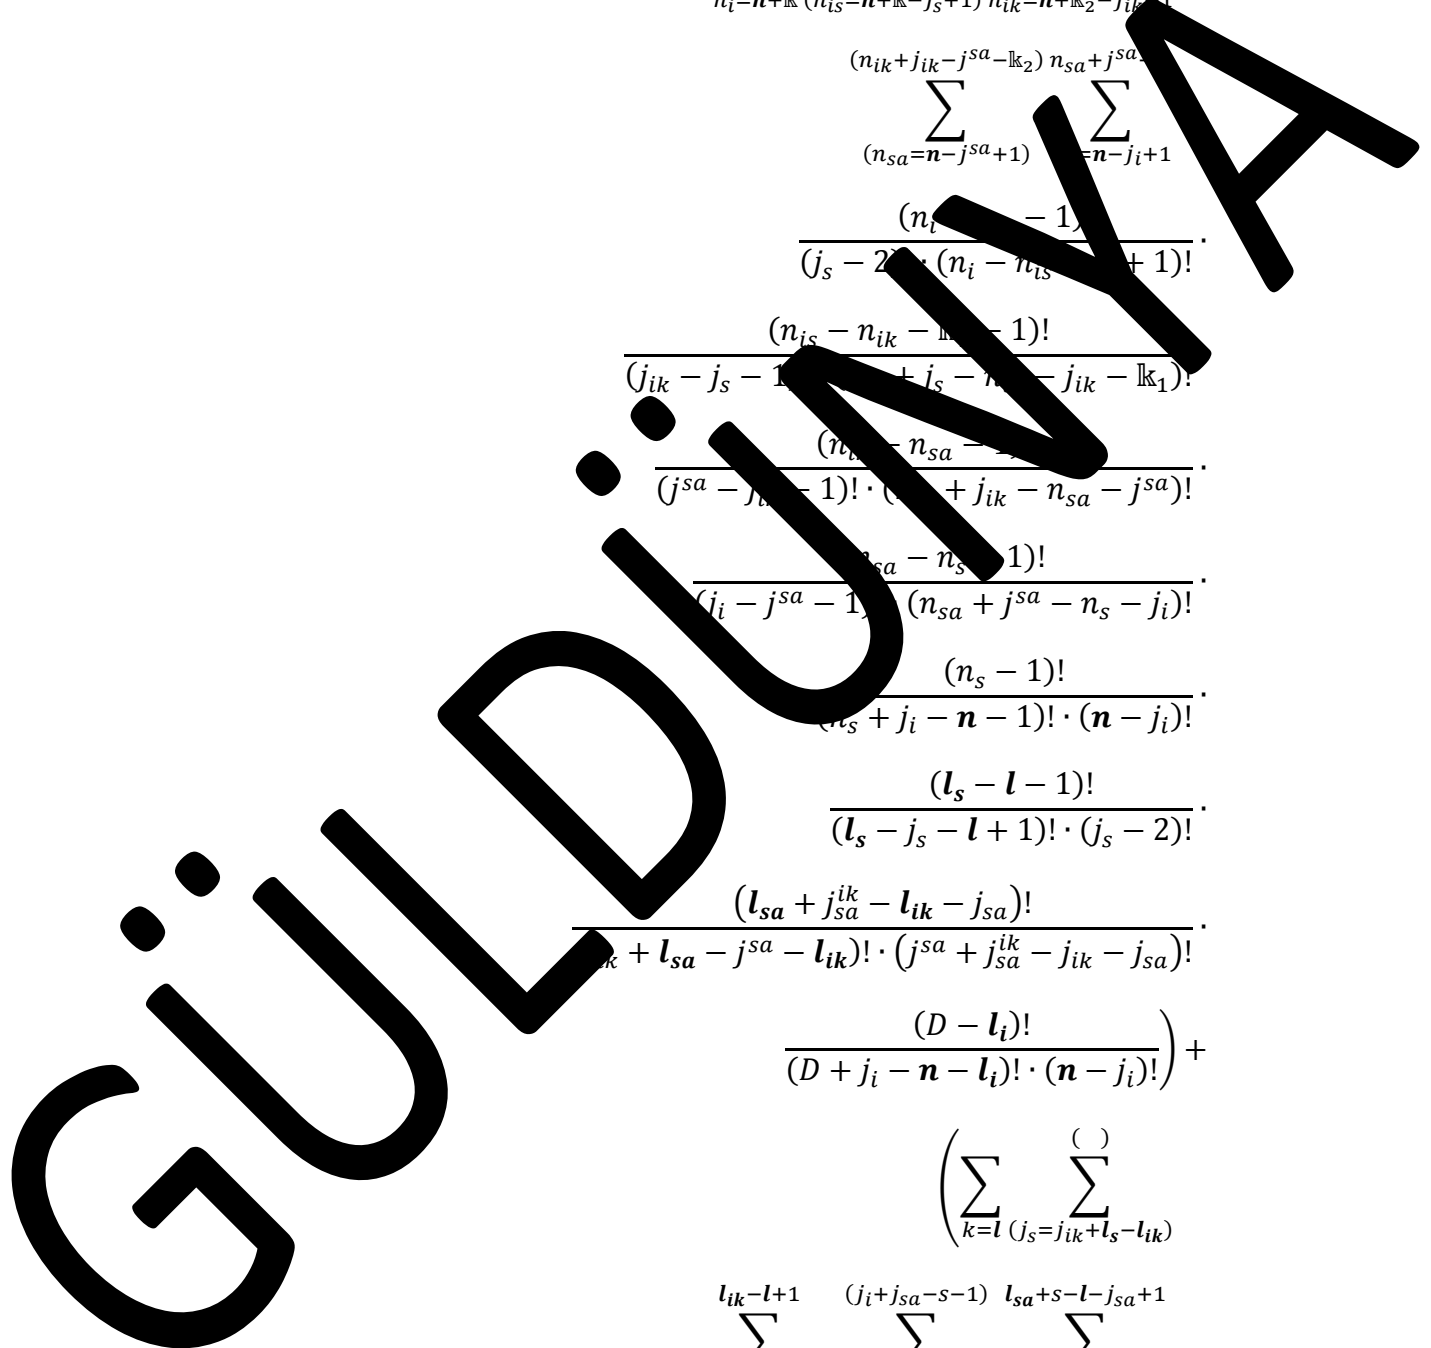 (n_{ik}+j_{ik}-j^{sa}-𝕜_2) n_{sa}+j^{sa}
∑ ∑
(n_{sa}=n-j^{sa}+1) =n-j_i+1
(n_i - 1)
(j_s - 2 · (n_i - n_{is} + 1)! ·
(n_{is} - n_{ik} - 1)!
(j_{ik} - j_s - 1 + j_s - - j_{ik} - 𝕜_1)!
(n - n_{sa} -
(j^{sa} - - 1)! · ( + j_{ik} - n_{sa} - j^{sa})! ·
n_{sa} - n_s 1)!
(j_i - j^{sa} - 1) (n_{sa} + j^{sa} - n_s - j_i)! ·
(n_s - 1)!
(n_s + j_i - n - 1)! · (n - j_i)! ·
(l_s - l - 1)!
(l_s - j_s - l + 1)! · (j_s - 2)! ·
(l_{sa} + j_{sa}^{ik} - l_{ik} - j_{sa})!
+ l_{sa} - j^{sa} - l_{ik})! · (j^{sa} + j_{sa}^{ik} - j_{ik} - j_{sa})! ·
(D - l_i)!
(D + j_i - n - l_i)! · (n - j_i)! ) +
( )
( ∑ ∑
k=l (j_s=j_{ik}+l_s-l_{ik})
l_{ik}-l+1 (j_i+j_{sa}-s-1) l_{sa}+s-l-j_{sa}+1
∑ ∑ ∑
GÜLDÜNYA